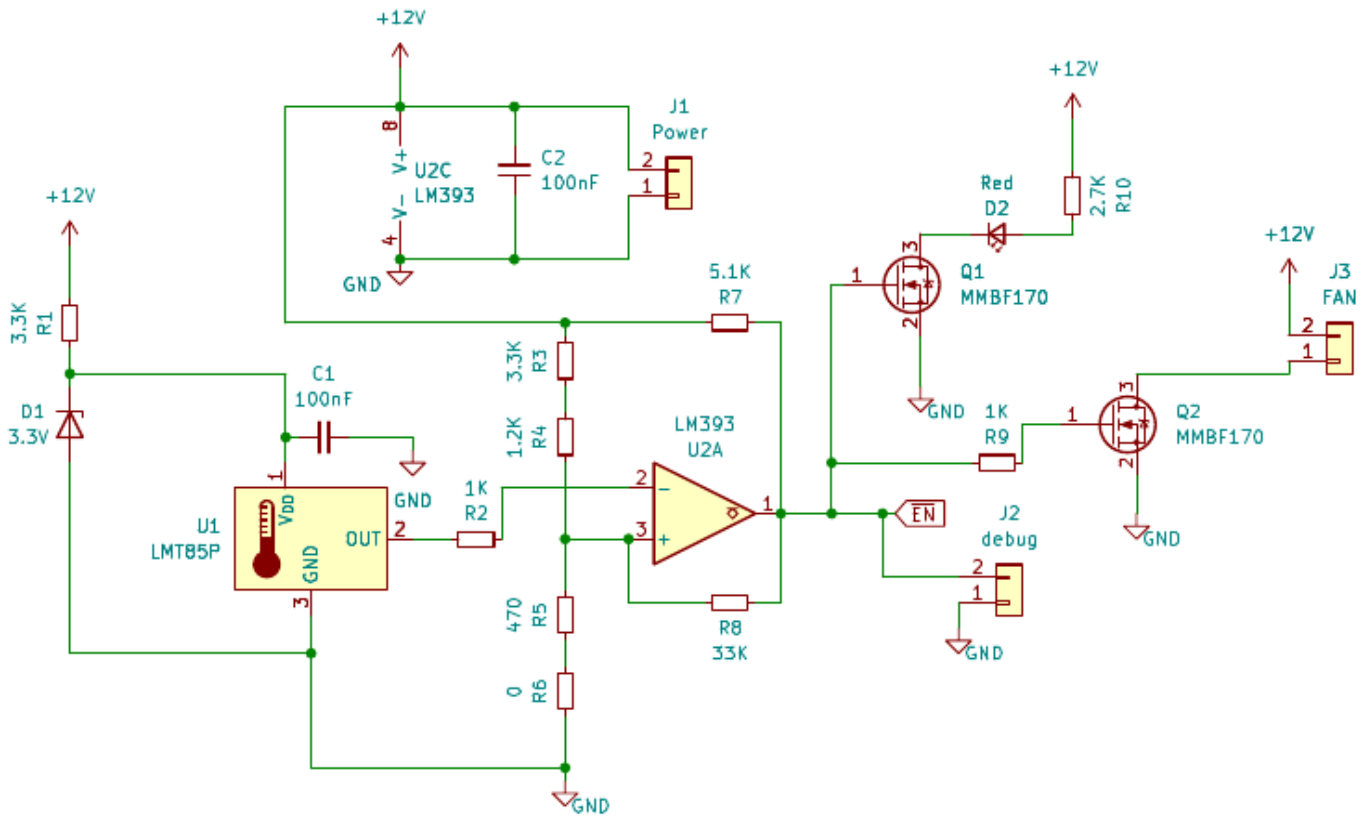 +12V
8
V+
U2C
LM393
V-
4
GND
C2
100nF
J1
Power
2
1
+12V
3.3K
R1
D1
3.3V
C1
100nF
GND
1
VDD
U1
LMT85P
GND
OUT
2
3
1K
R2
3.3K
R3
1.2K
R4
470
R5
0
R6
GND
5.1K
R7
LM393
U2A
2
-
3
+
1
R8
33K
EN
J2
debug
2
1
GND
+12V
2.7K
R10
Red
D2
3
1
2
Q1
MMBF170
GND
1K
R9
1
3
2
Q2
MMBF170
GND
+12V
J3
FAN
2
1